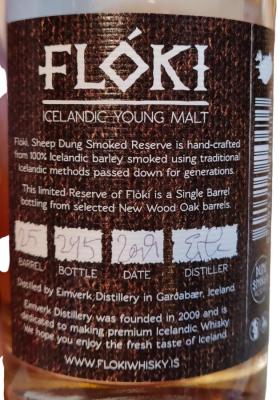 FLÓKI
ICELANDIC YOUNG MALT
Flóki, Sheep Dung Smoked Reserve is hand-crafted
from 100% Icelandic barley smoked using traditional
Icelandic methods passed down for generations.
This limited Reserve of Flóki is a Single Barrel
bottling from selected New Wood Oak barrels.
25
BARREL BOTTLE DATE DISTILLER
Distilled by Eimverk Distillery in Garðabær, Iceland.
Eimverk Distillery was founded in 2009 and is
dedicated to making premium Icelandic Whisky
We hope you enjoy the fresh taste of Iceland.
WWW.FLOKIWHISKY.IS